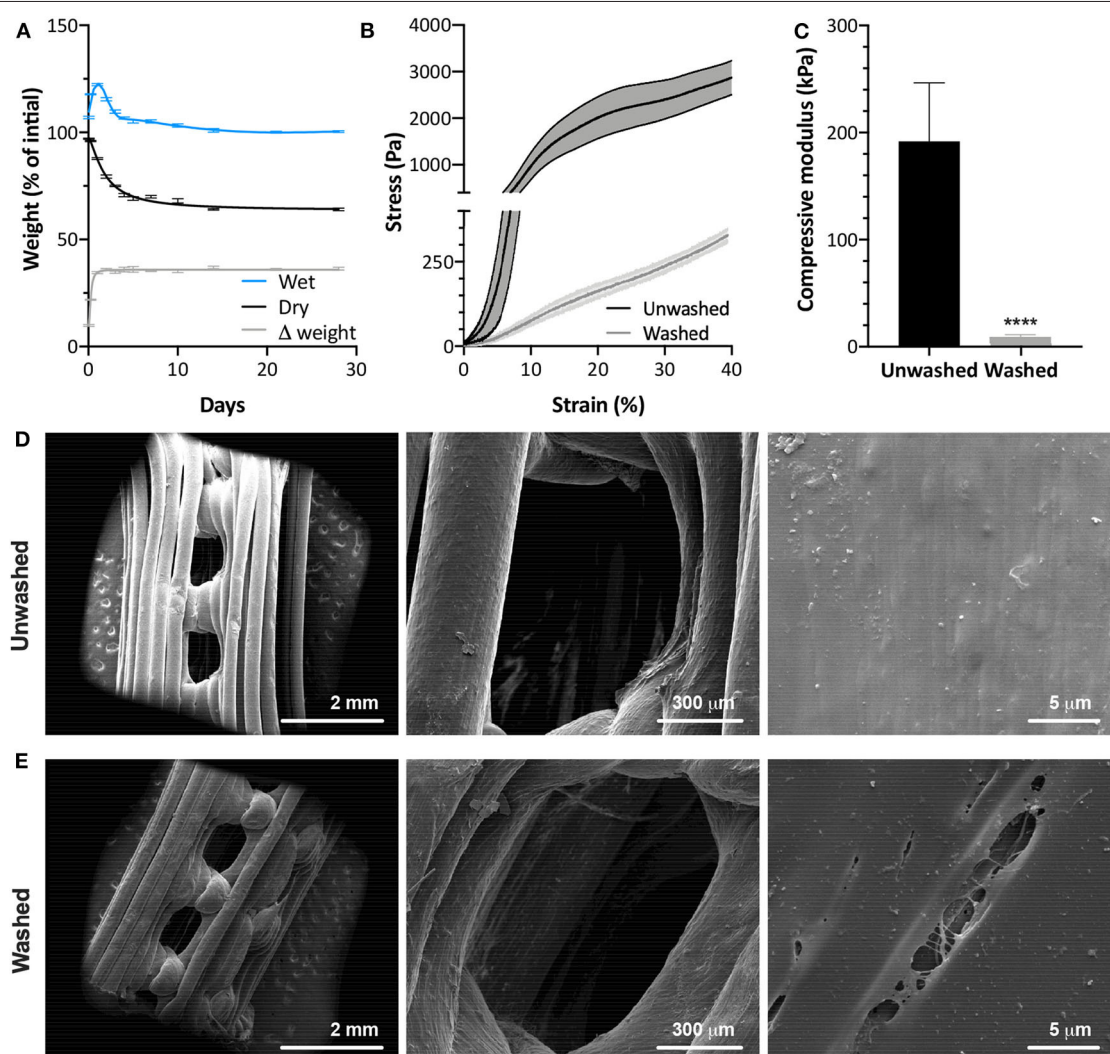 A
Weight (% of intial)
150
100
50
0
Wet
Dry
Δ weight
0 10 20 30
Days
B
Stress (Pa)
4000
3000
2000
1000
250
0
Unwashed
Washed
0 10 20 30 40
Strain (%)
C
Compressive modulus (kPa)
300
200
100
0
****
Unwashed Washed
D
Unwashed
2 mm
300 μm
5 μm
E
Washed
2 mm
300 μm
5 μm